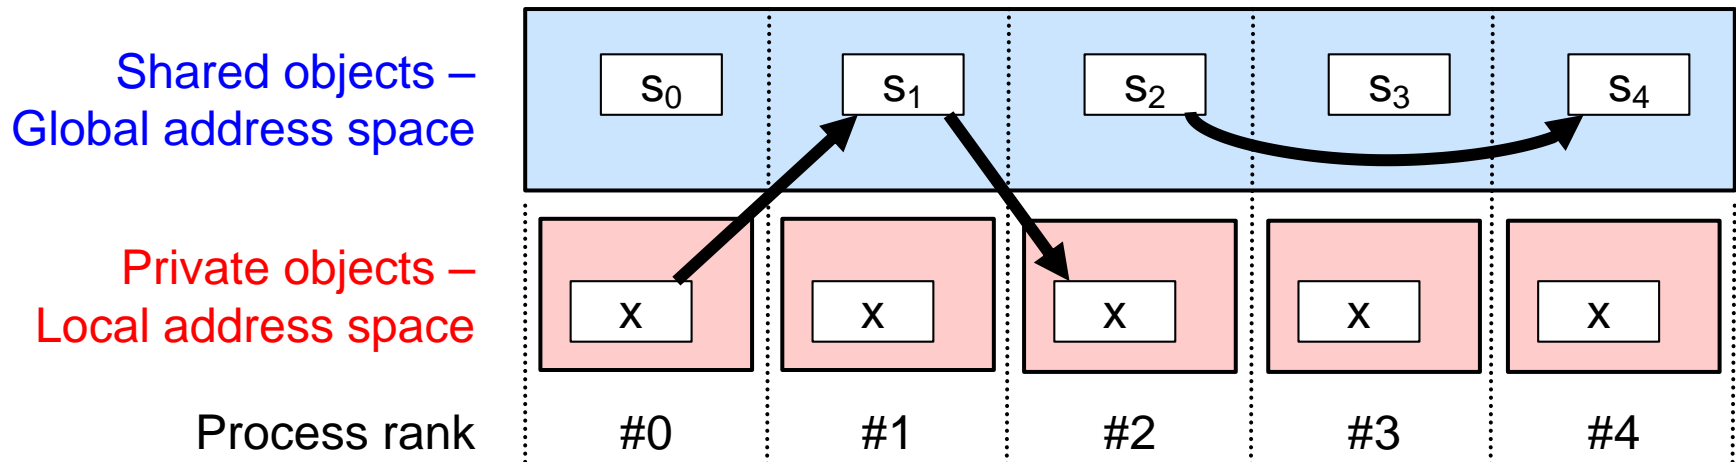 Shared objects –
Global address space
s₀ s₁ s₂ s₃ s₄
Private objects –
Local address space
x x x x x
Process rank #0 #1 #2 #3 #4